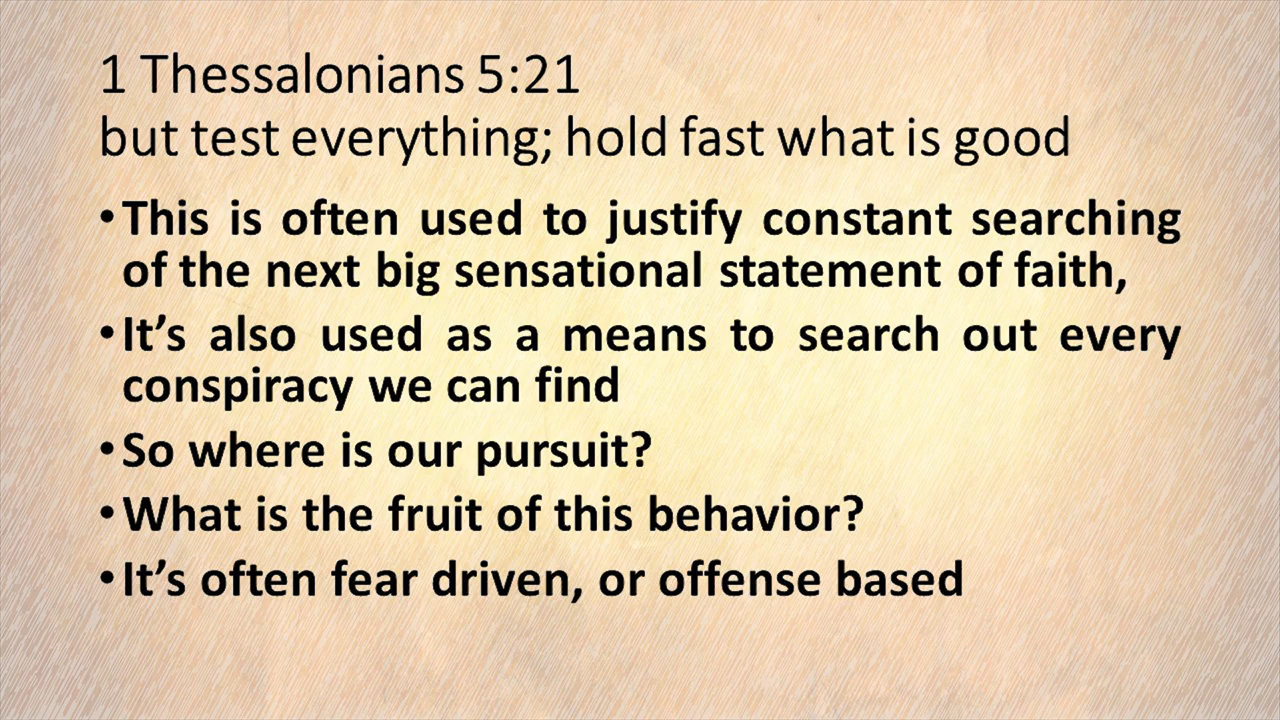 1 Thessalonians 5:21
but test everything; hold fast what is good
•This is often used to justify constant searching
of the next big sensational statement of faith,
•It’s also used as a means to search out every
conspiracy we can find
•So where is our pursuit?
•What is the fruit of this behavior?
•It’s often fear driven, or offense based